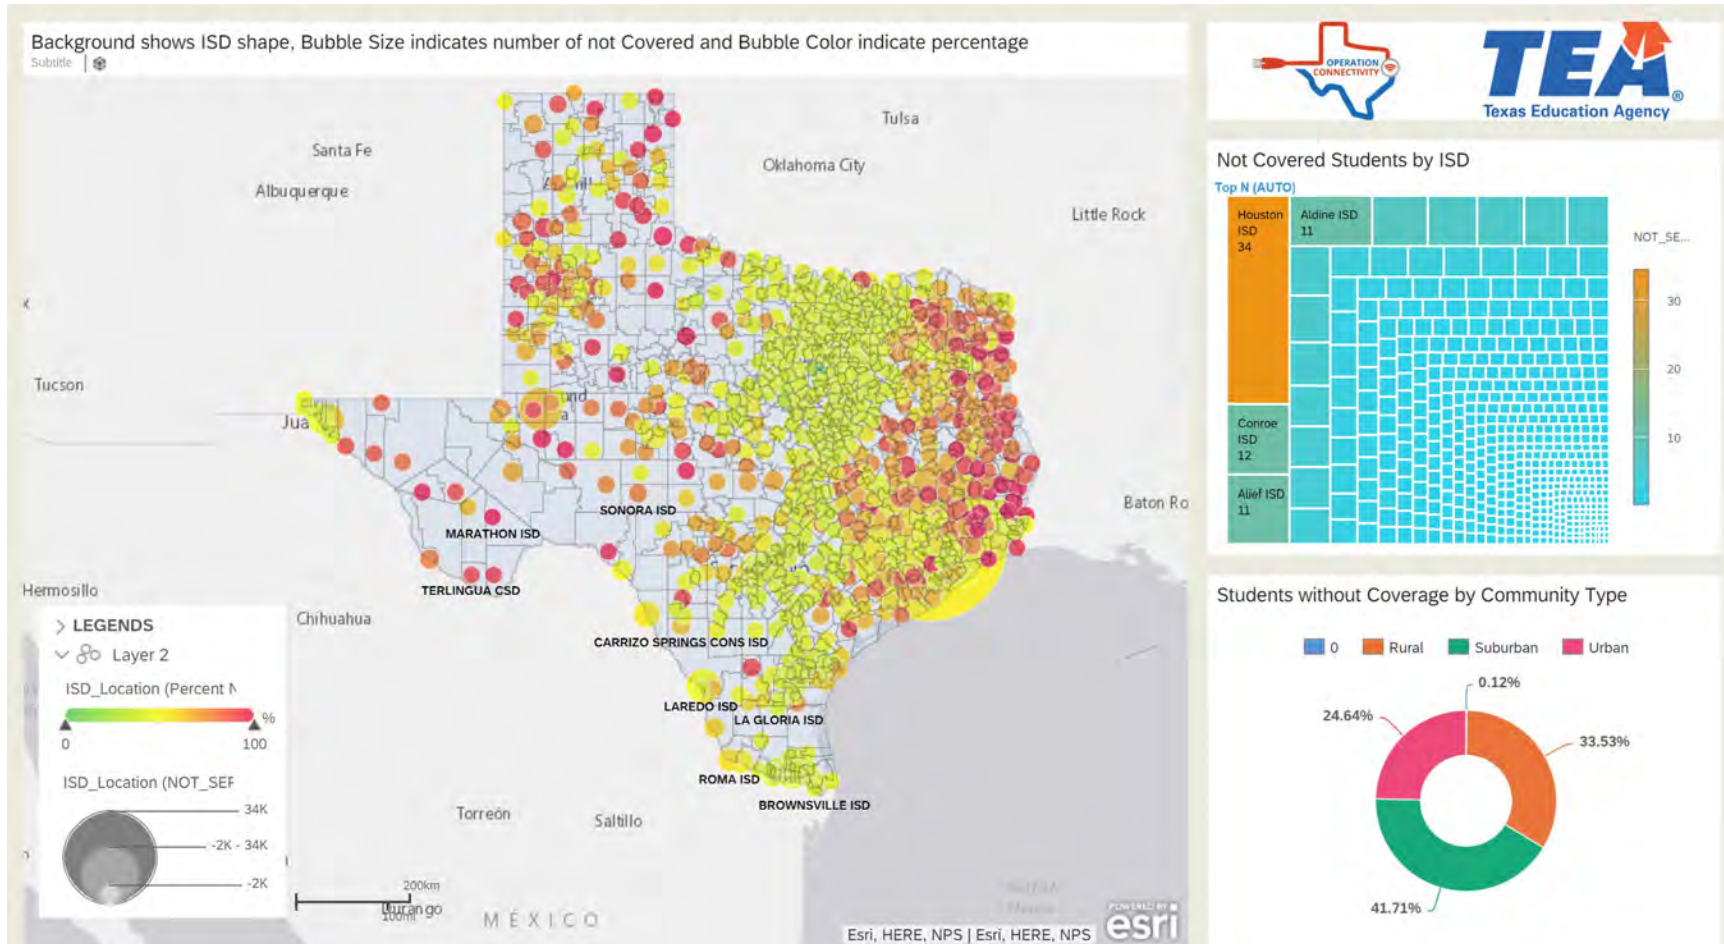 Background shows ISD shape, Bubble Size indicates number of not Covered and Bubble Color indicate percentage
Subtitle
OPERATION
CONNECTIVITY
TEA®
Texas Education Agency
Tulsa
Santa Fe
Oklahoma City
Albuquerque
Little Rock
Tucson
Jua
Baton Ro
Hermosillo
Chihuahua
Torreón
Saltillo
MÉXICO
SONORA ISD
MARATHON ISD
TERLINGUA CSD
CARRIZO SPRINGS CONS ISD
LAREDO ISD
LA GLORIA ISD
ROMA ISD
BROWNSVILLE ISD
LEGENDS
Layer 2
ISD_Location (Percent N
%
0
100
ISD_Location (NOT_SEF
34K
-2K - 34K
-2K
200km
100mi
Durango
Esri, HERE, NPS | Esri, HERE, NPS
POWERED BY
esri
Not Covered Students by ISD
Top N (AUTO)
Houston
ISD
34
Aldine ISD
11
Conroe
ISD
12
Alief ISD
11
NOT_SE...
30
20
10
Students without Coverage by Community Type
0
Rural
Suburban
Urban
0.12%
24.64%
33.53%
41.71%